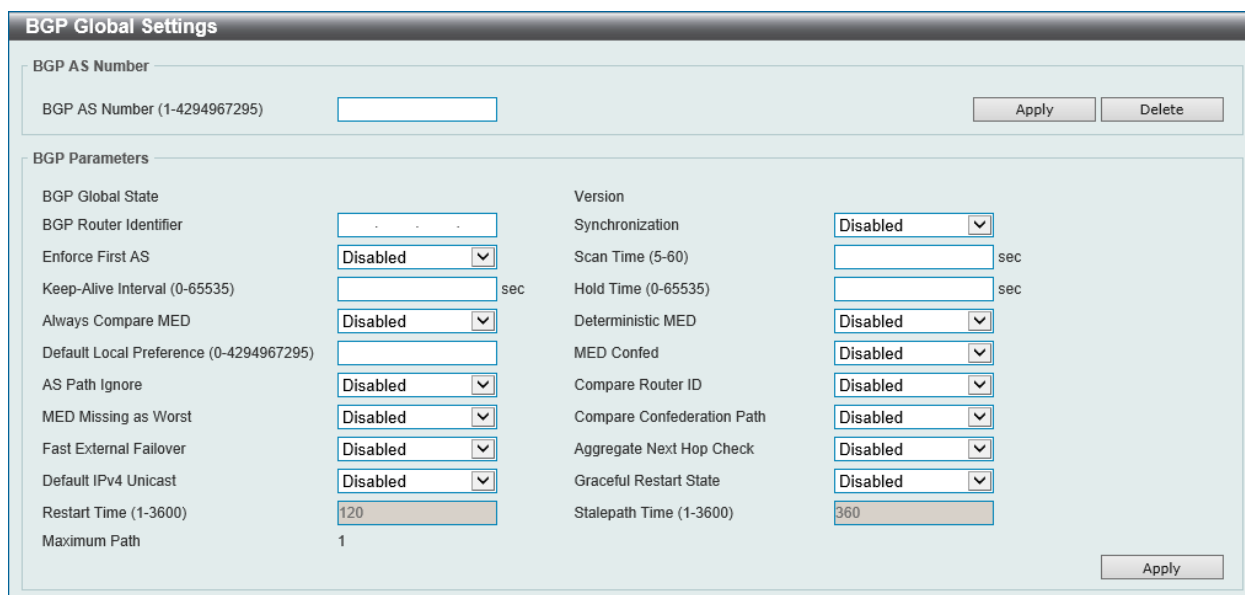 BGP Global Settings
BGP AS Number
BGP AS Number (1-4294967295) Apply Delete
BGP Parameters
BGP Global State Version
BGP Router Identifier . . . Synchronization Disabled
Enforce First AS Disabled Scan Time (5-60) sec
Keep-Alive Interval (0-65535) sec Hold Time (0-65535) sec
Always Compare MED Disabled Deterministic MED Disabled
Default Local Preference (0-4294967295) MED Confed Disabled
AS Path Ignore Disabled Compare Router ID Disabled
MED Missing as Worst Disabled Compare Confederation Path Disabled
Fast External Failover Disabled Aggregate Next Hop Check Disabled
Default IPv4 Unicast Disabled Graceful Restart State Disabled
Restart Time (1-3600) 120 Stalepath Time (1-3600) 360
Maximum Path 1
Apply